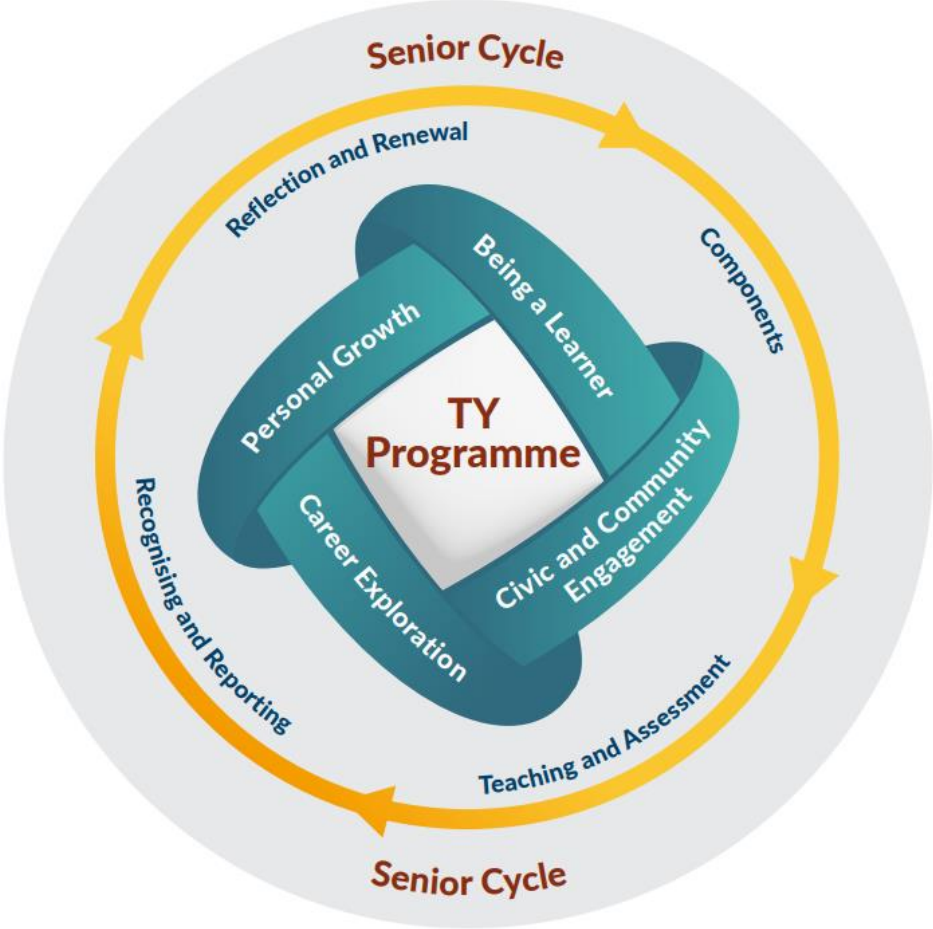 Senior Cycle
Reflection and Renewal
Components
Being a Learner
Personal Growth
TY
Programme
Civic and Community
Engagement
Career Exploration
Recognising and Reporting
Teaching and Assessment
Senior Cycle